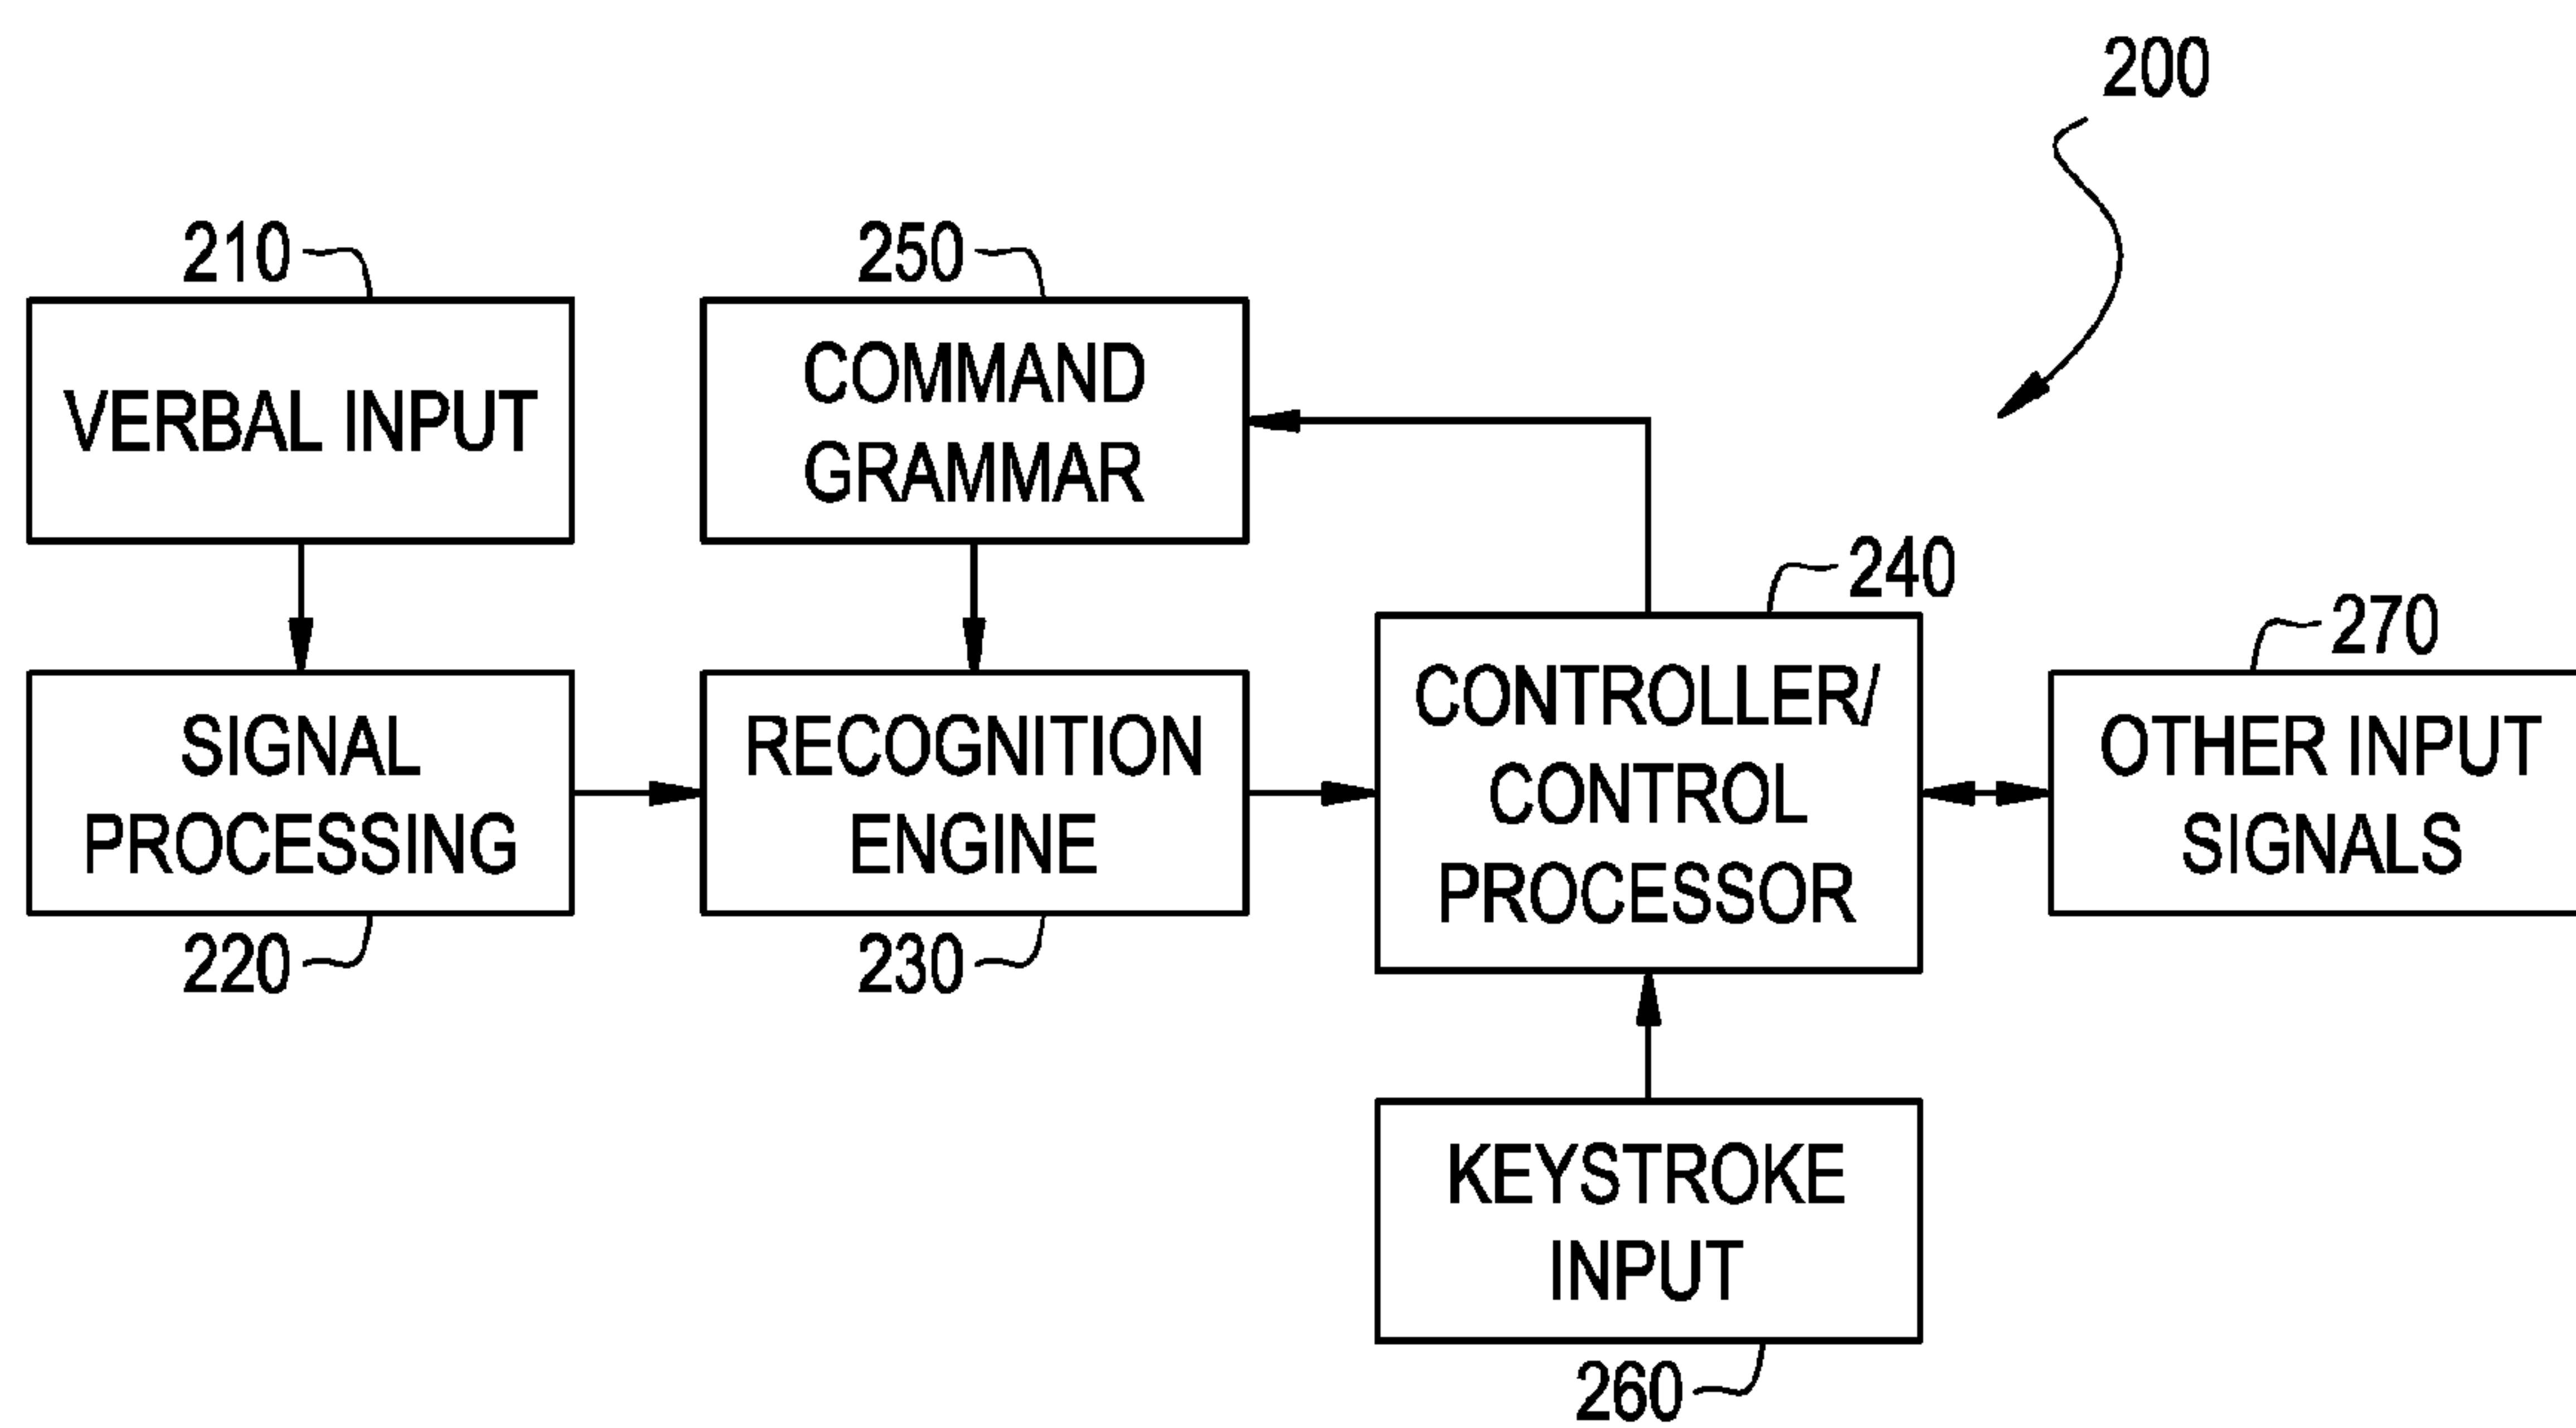 200
210
VERBAL INPUT
250
COMMAND
GRAMMAR
SIGNAL
PROCESSING
220
RECOGNITION
ENGINE
230
240
CONTROLLER/
CONTROL
PROCESSOR
270
OTHER INPUT
SIGNALS
KEYSTROKE
INPUT
260